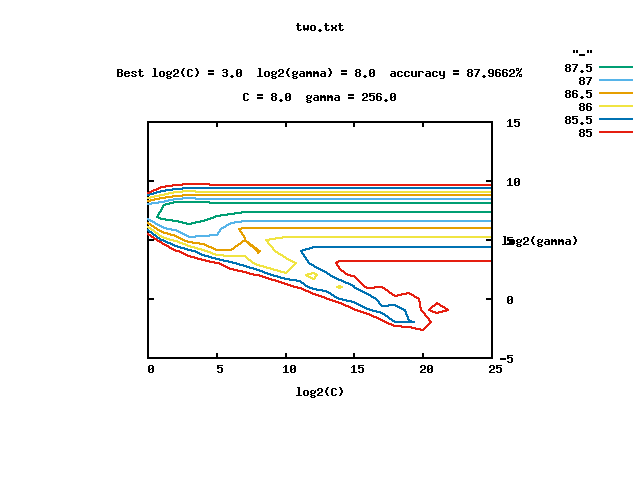 two.txt
"-"
Best log2(C) = 3.0  log2(gamma) = 8.0  accuracy = 87.9662%
87.5
87
86.5
C = 8.0  gamma = 256.0
86
85.5
15
85
10
5
log2(gamma)
0
-5
0 5 10 15 20 25
log2(C)